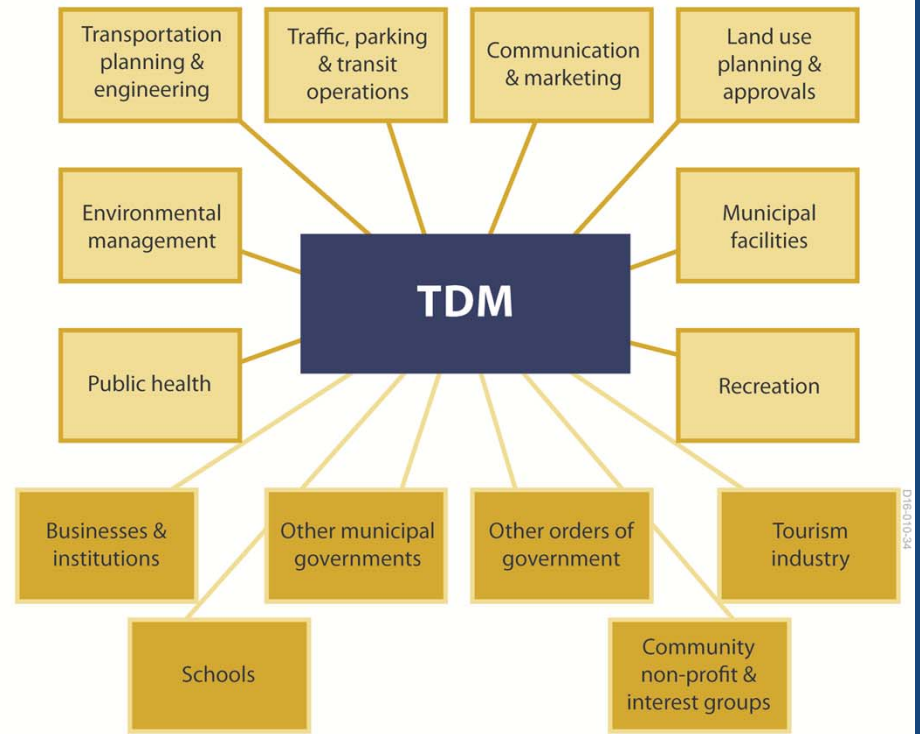 Transportation
planning &
engineering
Traffic, parking
& transit
operations
Communication
& marketing
Land use
planning &
approvals
Environmental
management
Municipal
facilities
TDM
Public health
Recreation
Businesses &
institutions
Other municipal
governments
Other orders of
government
Tourism
industry
Schools
Community
non-profit &
interest groups
D16-010-34